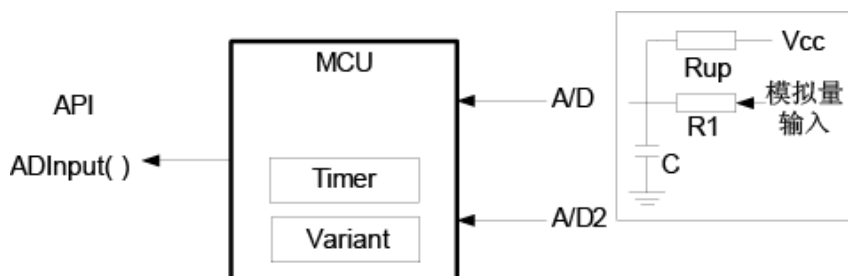 MCU
API
ADInput( )
Timer
Variant
A/D
A/D2
Vcc
Rup
R1
模拟量
输入
C